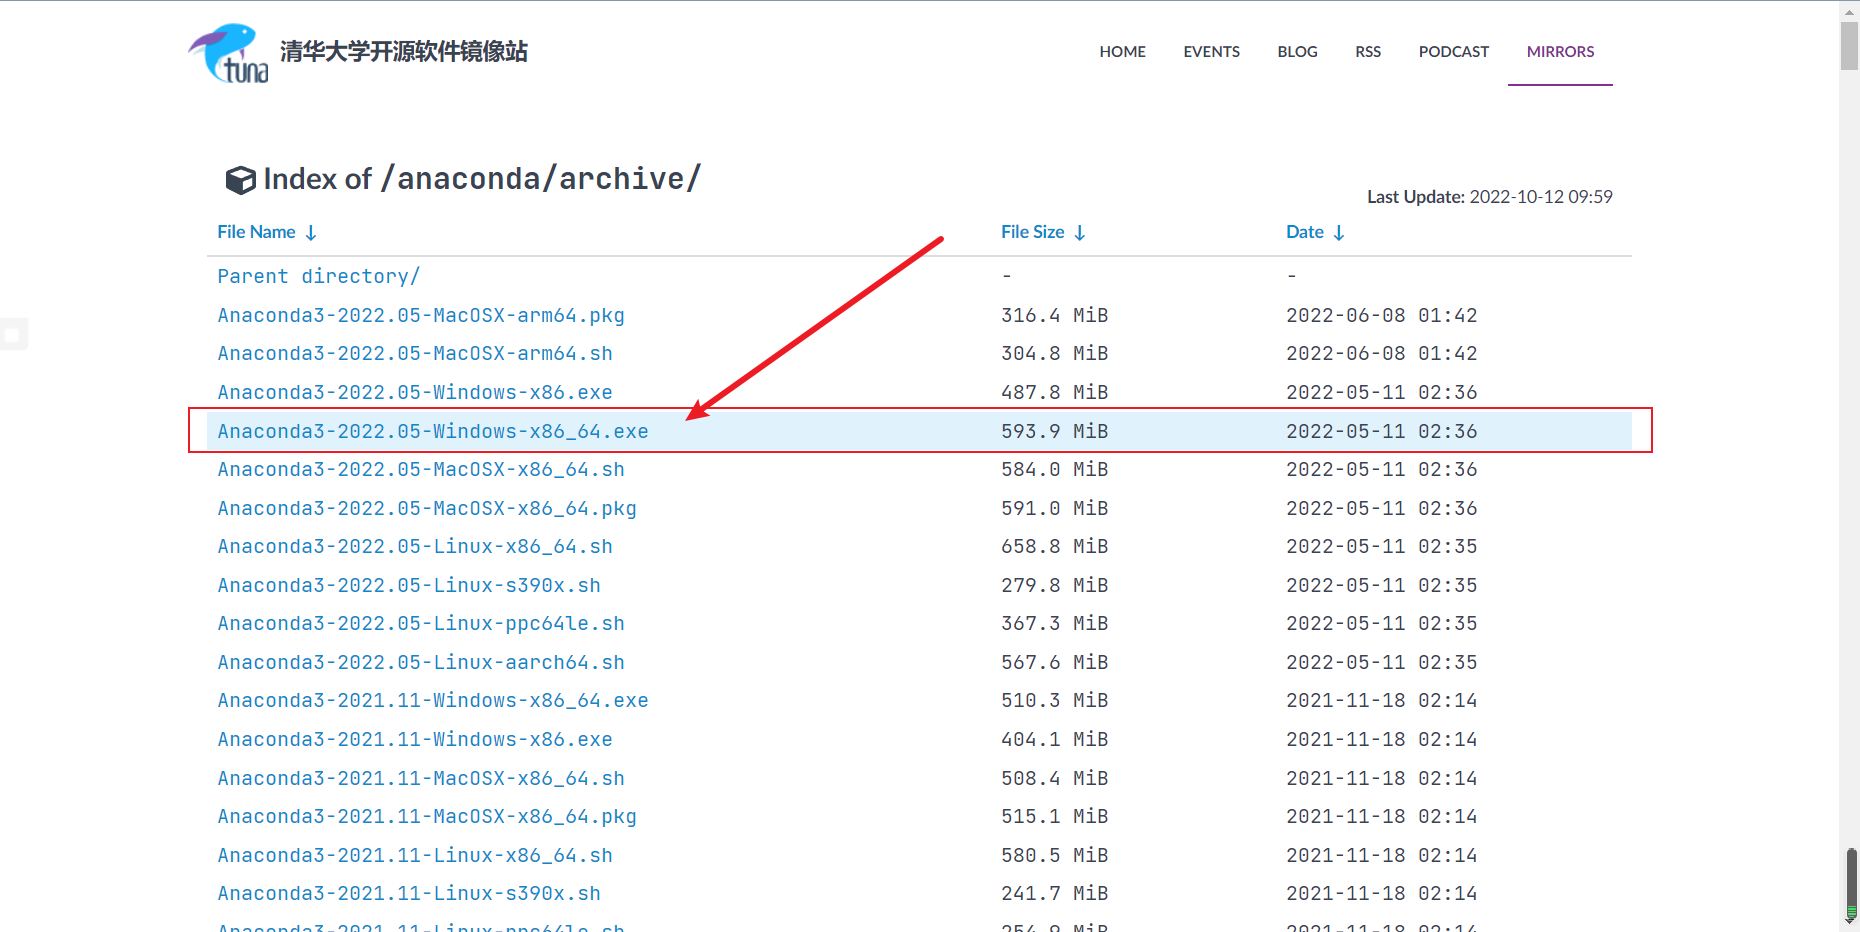 tuna 清华大学开源软件镜像站 HOME EVENTS BLOG RSS PODCAST MIRRORS
Index of /anaconda/archive/
Last Update: 2022-10-12 09:59
File Name ↓ File Size ↓ Date ↓
Parent directory/ - -
Anaconda3-2022.05-MacOSX-arm64.pkg 316.4 MiB 2022-06-08 01:42
Anaconda3-2022.05-MacOSX-arm64.sh 304.8 MiB 2022-06-08 01:42
Anaconda3-2022.05-Windows-x86.exe 487.8 MiB 2022-05-11 02:36
Anaconda3-2022.05-Windows-x86_64.exe 593.9 MiB 2022-05-11 02:36
Anaconda3-2022.05-MacOSX-x86_64.sh 584.0 MiB 2022-05-11 02:36
Anaconda3-2022.05-MacOSX-x86_64.pkg 591.0 MiB 2022-05-11 02:36
Anaconda3-2022.05-Linux-x86_64.sh 658.8 MiB 2022-05-11 02:35
Anaconda3-2022.05-Linux-s390x.sh 279.8 MiB 2022-05-11 02:35
Anaconda3-2022.05-Linux-ppc64le.sh 367.3 MiB 2022-05-11 02:35
Anaconda3-2022.05-Linux-aarch64.sh 567.6 MiB 2022-05-11 02:35
Anaconda3-2021.11-Windows-x86_64.exe 510.3 MiB 2021-11-18 02:14
Anaconda3-2021.11-Windows-x86.exe 404.1 MiB 2021-11-18 02:14
Anaconda3-2021.11-MacOSX-x86_64.sh 508.4 MiB 2021-11-18 02:14
Anaconda3-2021.11-MacOSX-x86_64.pkg 515.1 MiB 2021-11-18 02:14
Anaconda3-2021.11-Linux-x86_64.sh 580.5 MiB 2021-11-18 02:14
Anaconda3-2021.11-Linux-s390x.sh 241.7 MiB 2021-11-18 02:14
Anaconda3-2021.11-Linux-ppc64le.sh MiB 2021-11-18 02:14